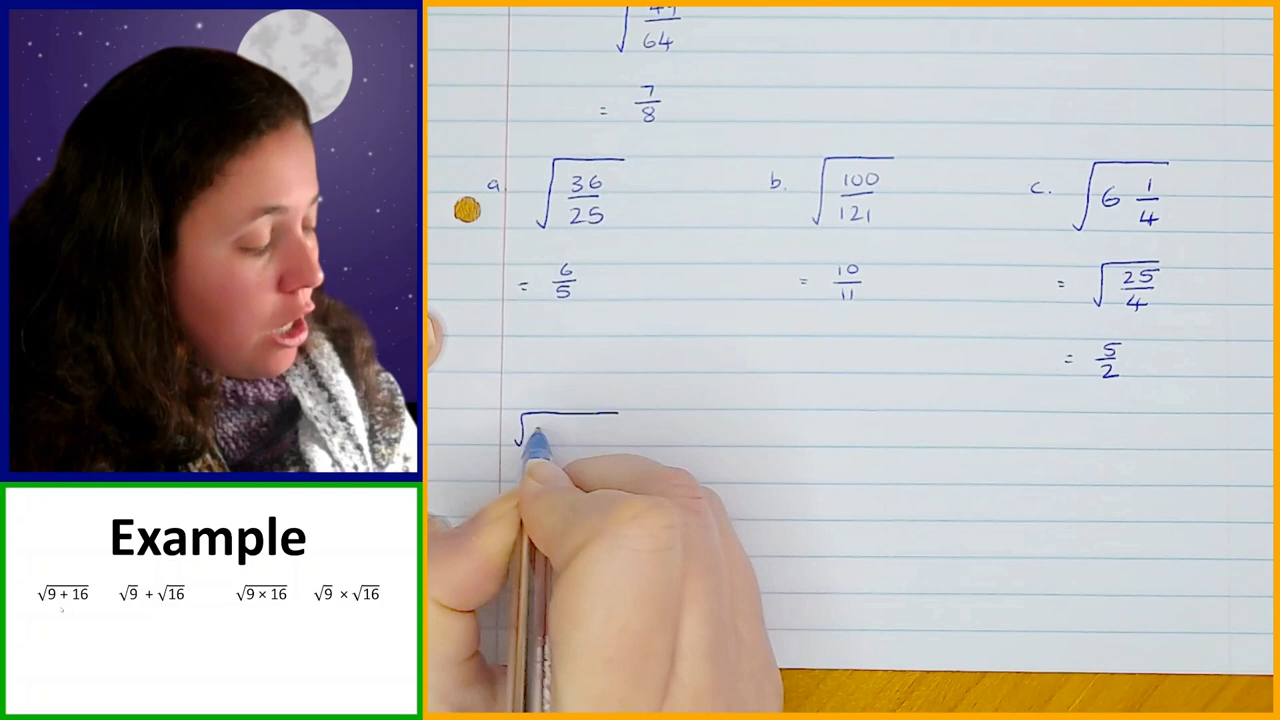 Example
√9 + 16 √9 + √16 √9 × 16 √9 × √16
64
= 7/8
a √36/25 b. √100/121 c. √6 1/4
= 6/5 = 10/11 = √25/4
= 5/2
√